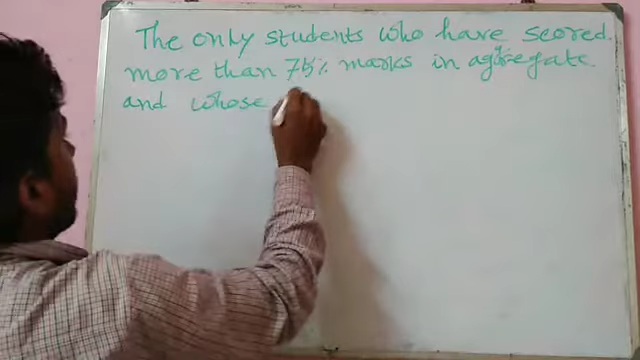 The only students who have scored
more than 75% marks in aggregate
and whose